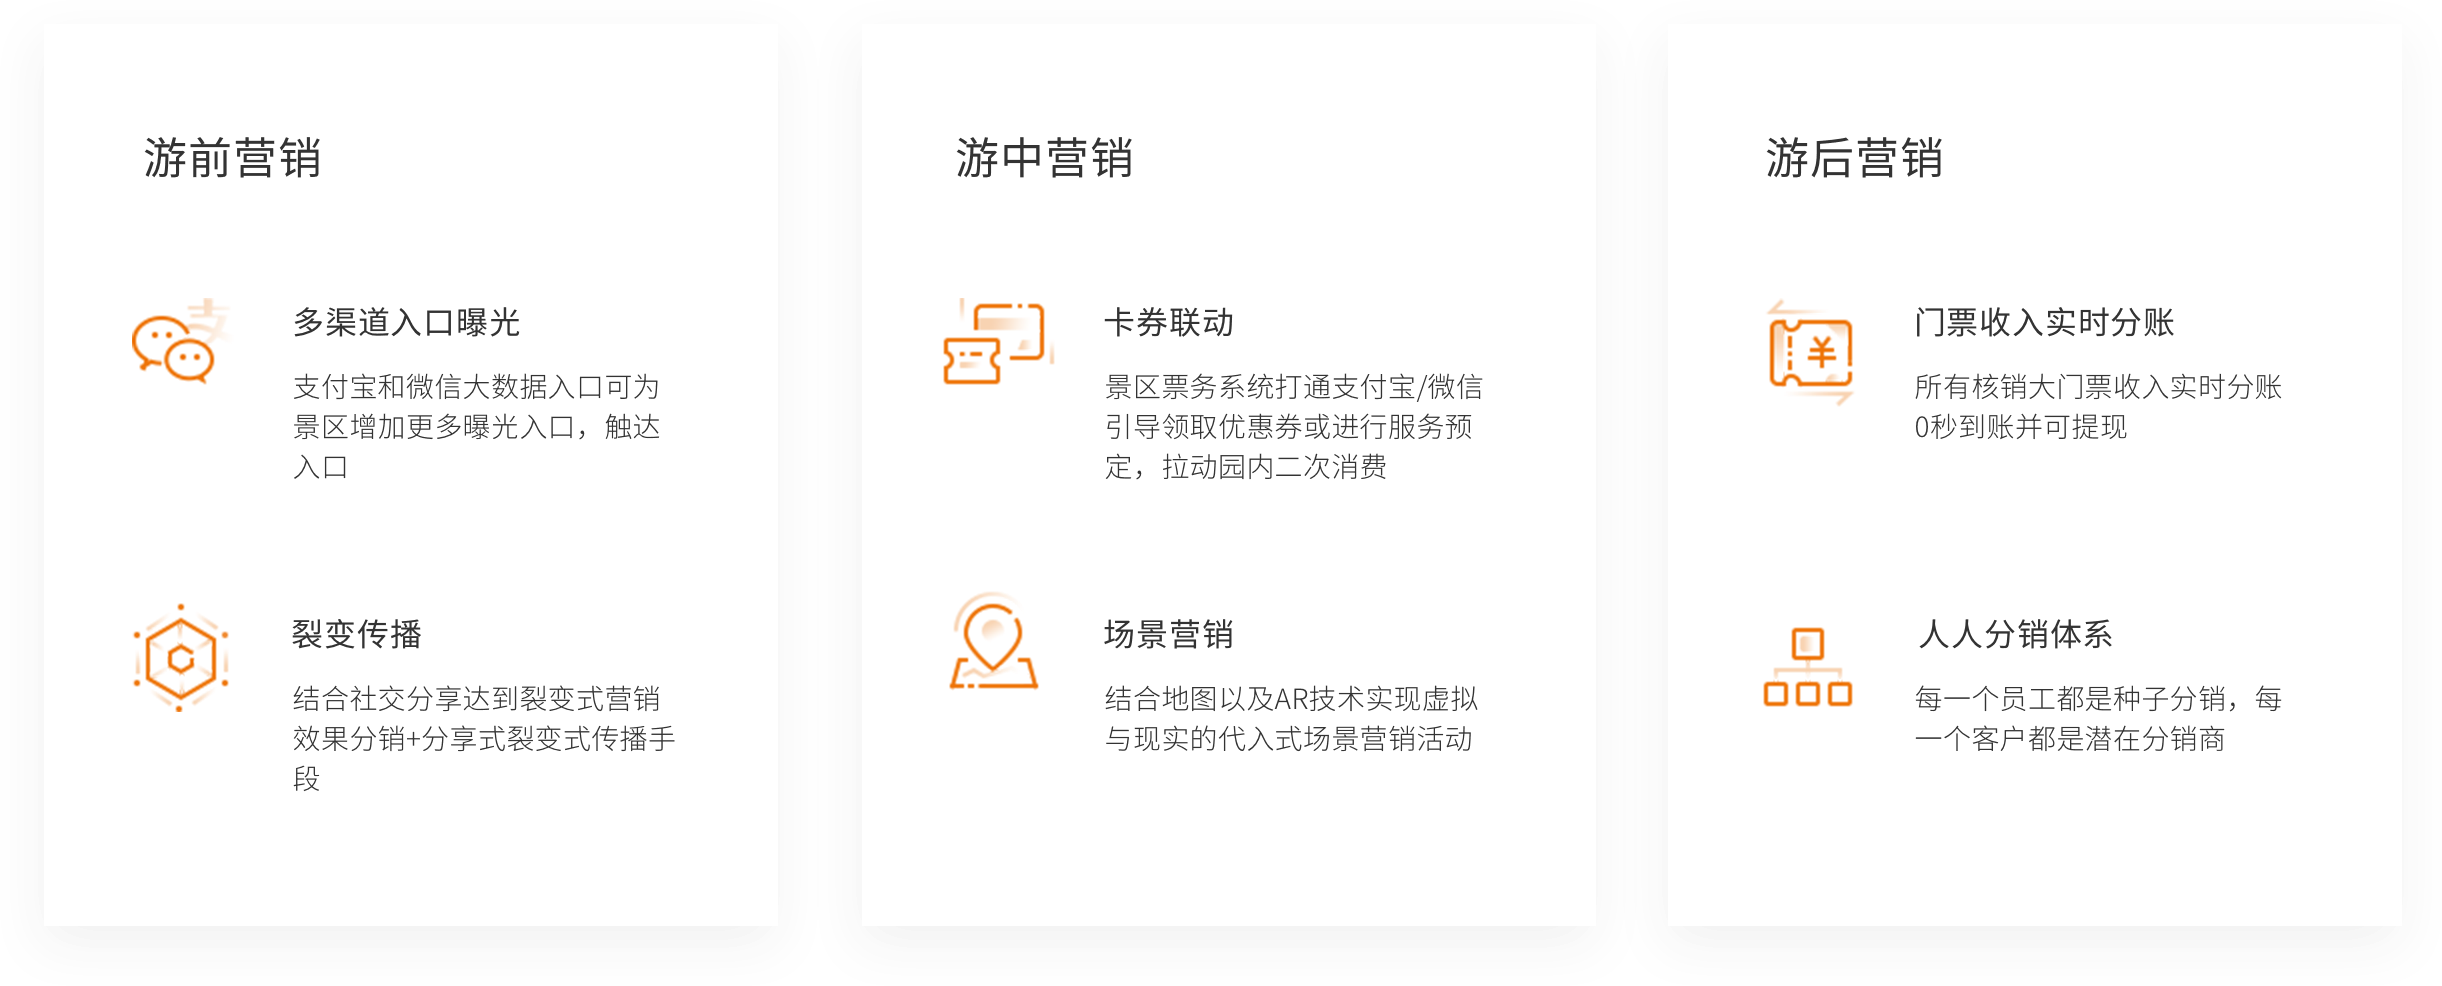 游前营销
多渠道入口曝光
支付宝和微信大数据入口可为
景区增加更多曝光入口，触达
入口
裂变传播
结合社交分享达到裂变式营销
效果分销+分享式裂变式传播手
段
游中营销
卡券联动
景区票务系统打通支付宝/微信
引导领取优惠券或进行服务预
定，拉动园内二次消费
场景营销
结合地图以及AR技术实现虚拟
与现实的代入式场景营销活动
游后营销
门票收入实时分账
所有核销大门票收入实时分账
0秒到账并可提现
人人分销体系
每一个员工都是种子分销，每
一个客户都是潜在分销商